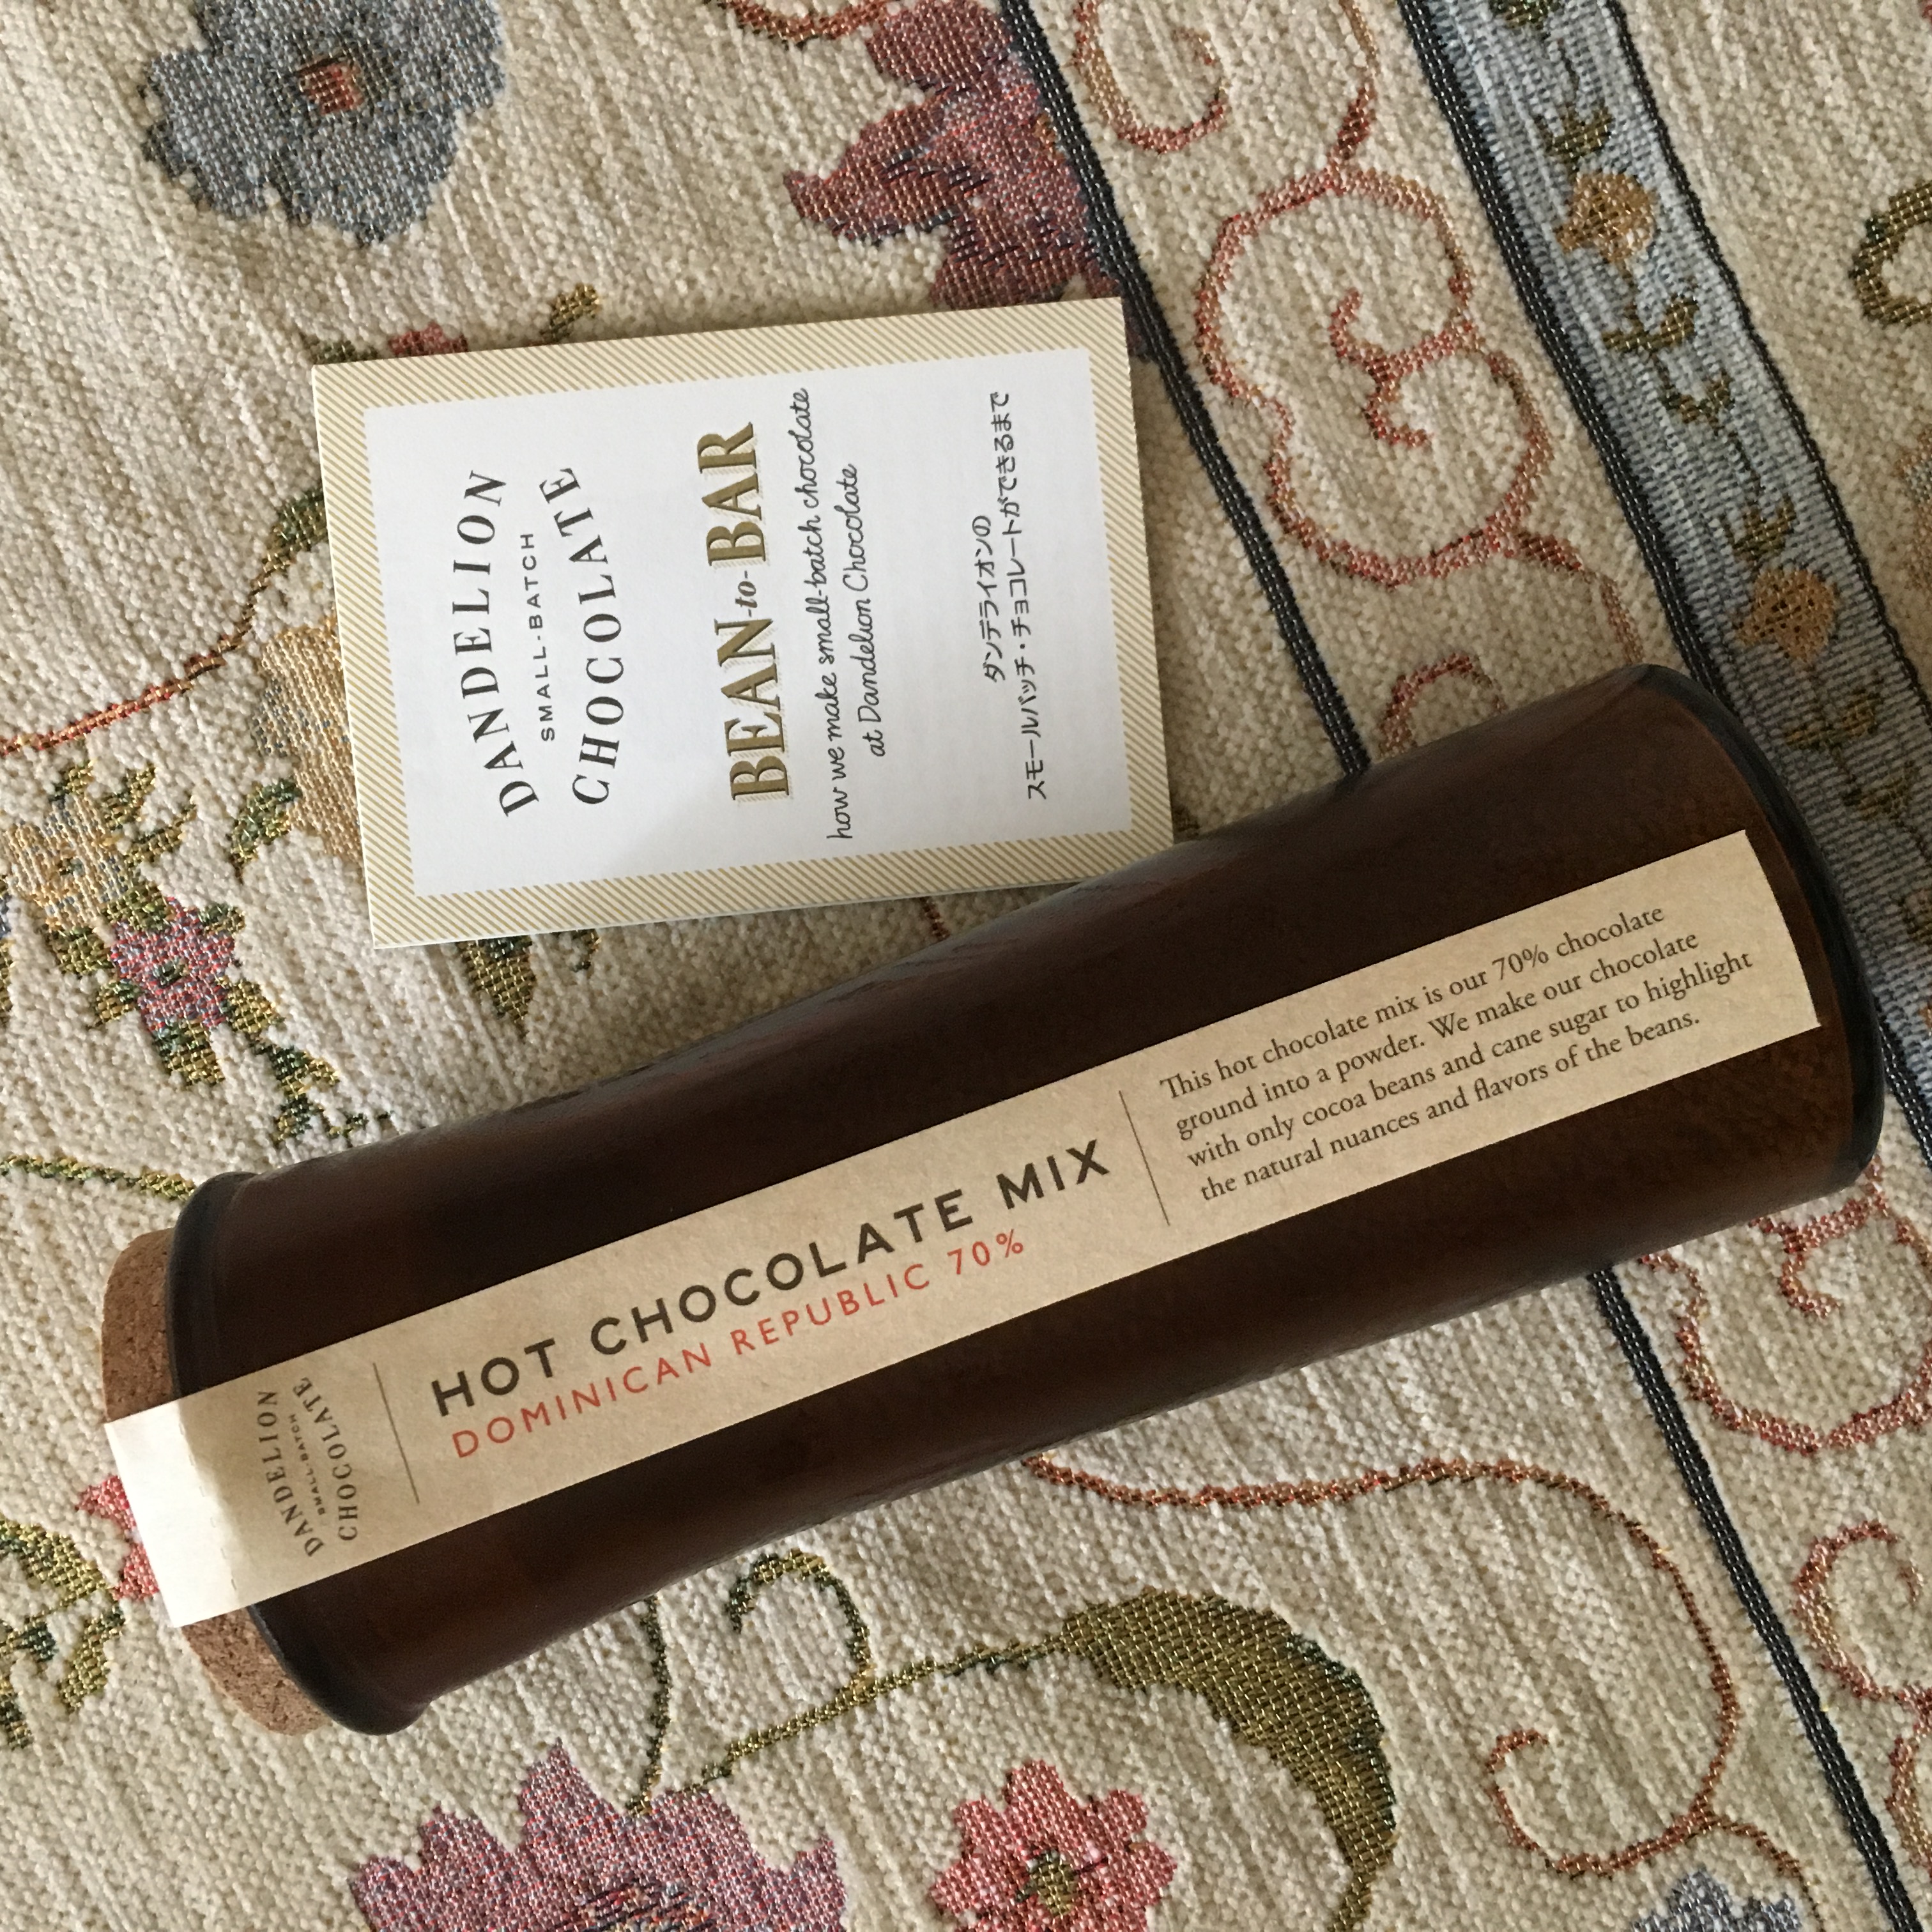 DANDELION
SMALL-BATCH
CHOCOLATE
BEAN-to-BAR
how we make small-batch chocolate
at Dandelion Chocolate
ダンデライオンの
スモールバッチ・チョコレートができるまで
DANDELION
SMALL-BATCH
CHOCOLATE
HOT CHOCOLATE MIX
DOMINICAN REPUBLIC 70%
This hot chocolate mix is our 70% chocolate
ground into a powder. We make our chocolate
with only cocoa beans and cane sugar to highlight
the natural nuances and flavors of the beans.